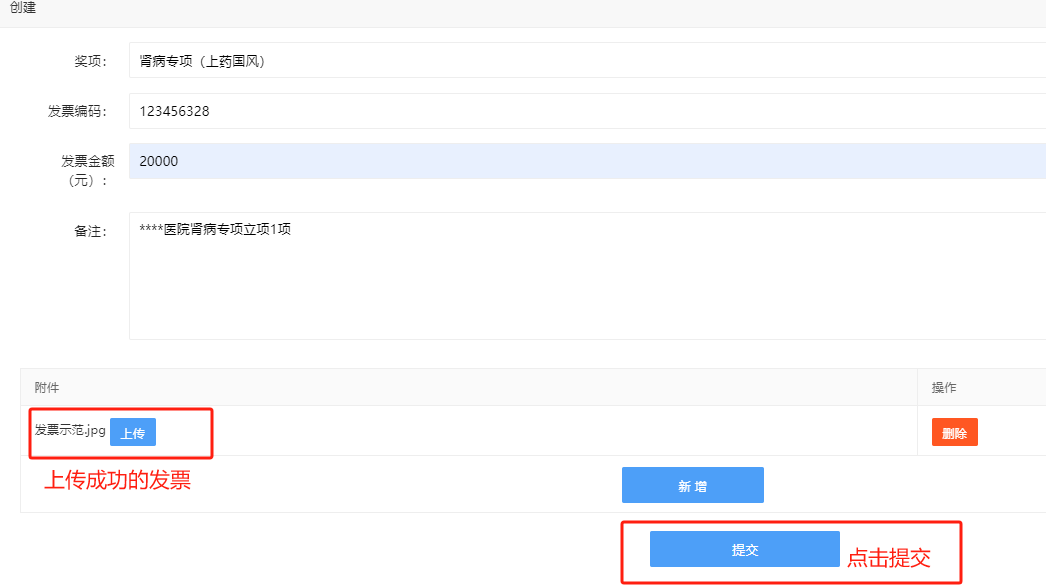 创建
奖项：
肾病专项（上药国风）
发票编码：
123456328
发票金额
（元）：
20000
备注：
****医院肾病专项立项1项
附件
操作
发票示范.jpg
上传
删除
上传成功的发票
新 增
提交
点击提交